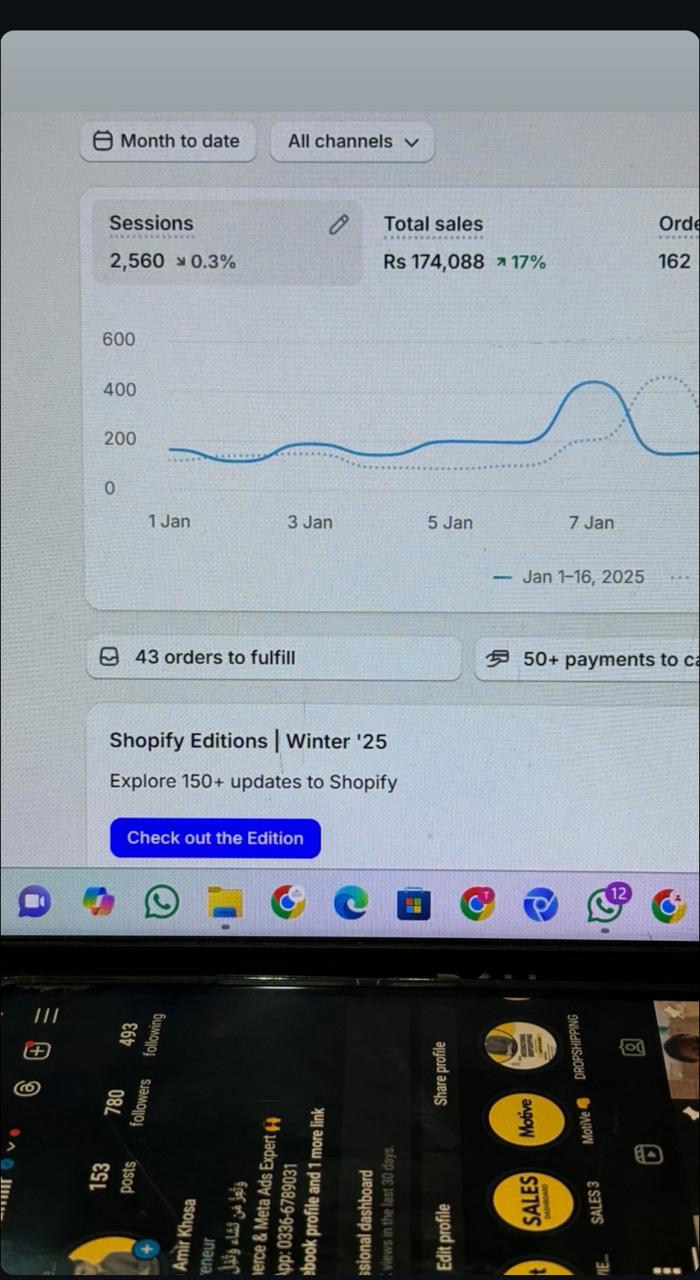 Month to date
All channels
Sessions
Total sales
Orde
2,560 0.3%
Rs 174,088 17%
162
600
400
200
0
1 Jan
3 Jan
5 Jan
7 Jan
Jan 1–16, 2025
43 orders to fulfill
50+ payments to ca
Shopify Editions | Winter '25
Explore 150+ updates to Shopify
Check out the Edition
T
12
153
posts
780
followers
493
following
Amir Khosa
eneur
ence & Meta Ads Expert
pp: 0336-6789031
ebook profile and 1 more link
ssional dashboard
views in the last 30 days.
Edit profile
Share profile
SALES
DASHBOARD
Motive
IE...
SALES 3
MotiVe
DROPSHIPPING